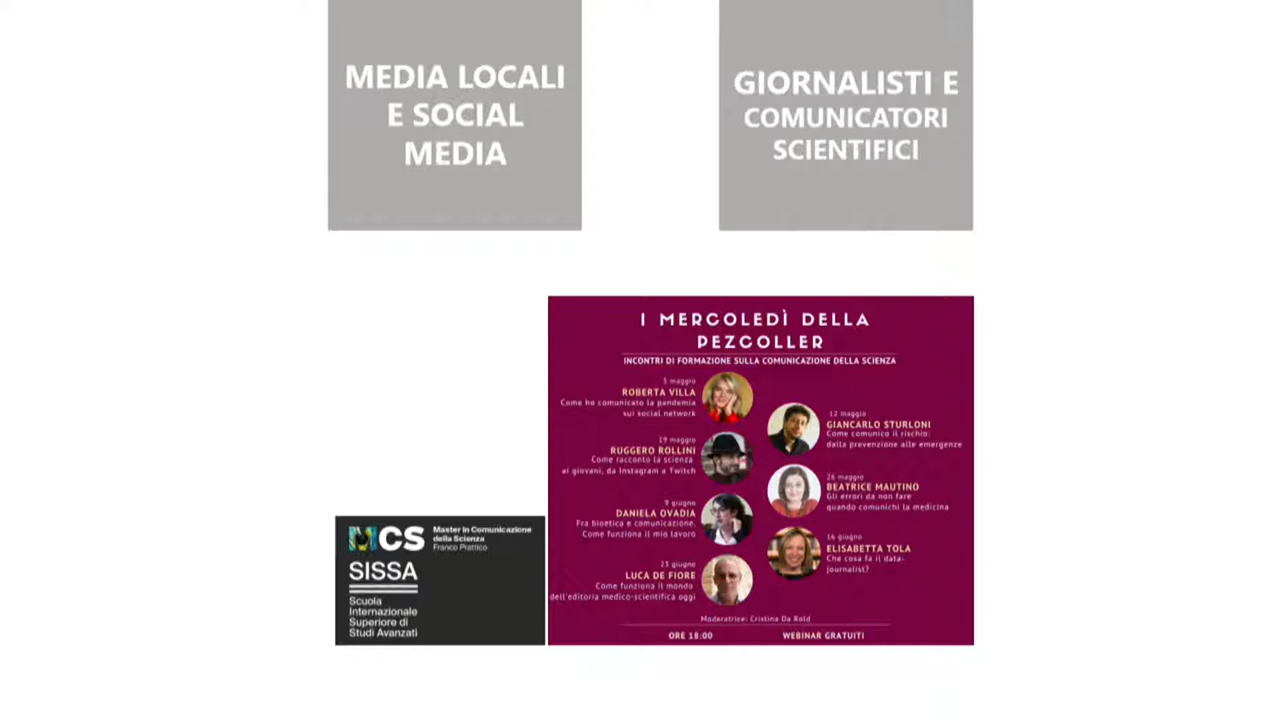 MEDIA LOCALI
E SOCIAL
MEDIA
GIORNALISTI E
COMUNICATORI
SCIENTIFICI
I MERCOLEDÌ DELLA
PEZCOLLER
INCONTRI DI FORMAZIONE SULLA COMUNICAZIONE DELLA SCIENZA
5 maggio
ROBERTA VILLA
Come ho comunicato la pandemia
sui social network
12 maggio
GIANCARLO STURLONI
Come comunico il rischio:
dalla prevenzione alle emergenze
19 maggio
RUGGERO ROLLINI
Come racconto la scienza
ai giovani, da Instagram a Twitch
26 maggio
BEATRICE MAUTINO
Gli errori da non fare
quando comunichi la medicina
9 giugno
DANIELA OVADIA
Fra bioetica e comunicazione.
Come funziona il mio lavoro
16 giugno
ELISABETTA TOLA
Che cosa fa il data-
journalist?
23 giugno
LUCA DE FIORE
Come funziona il mondo
dell'editoria medico-scientifica oggi
Moderatrice: Cristina Da Rold
ORE 18:00
WEBINAR GRATUITI
MCS
Master in Comunicazione
della Scienza
Franco Prattico
SISSA
Scuola
Internazionale
Superiore di
Studi Avanzati